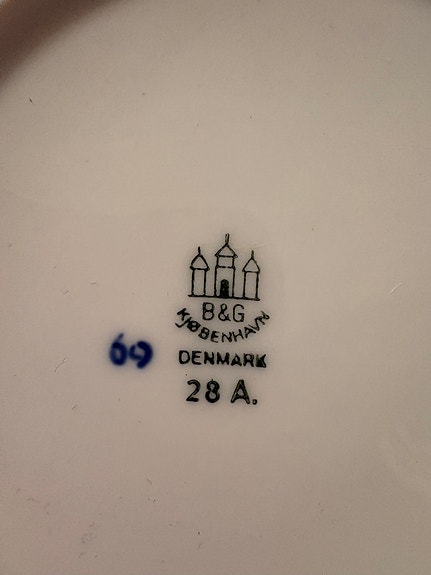 B&G
KJØBENHAVN
DENMARK
69
28 A.